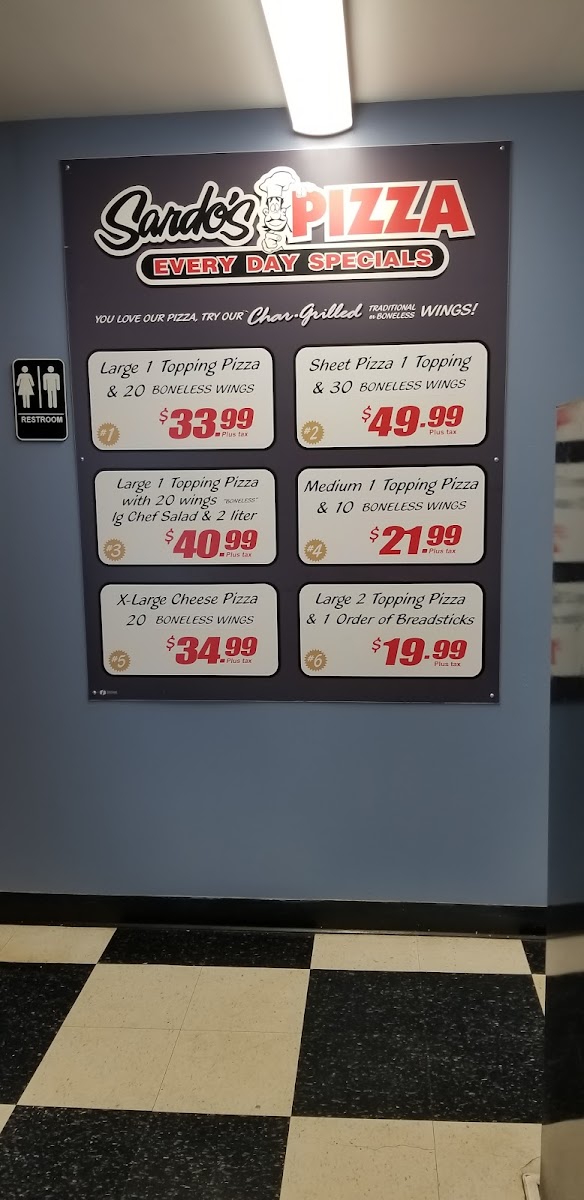 Sardo's PIZZA
EVERY DAY SPECIALS
YOU LOVE OUR PIZZA, TRY OUR Char-Grilled TRADITIONAL or BONELESS WINGS!
RESTROOM
Large 1 Topping Pizza
& 20 BONELESS WINGS
$33.99
Plus tax
#1
Sheet Pizza 1 Topping
& 30 BONELESS WINGS
$49.99
Plus tax
#2
Large 1 Topping Pizza
with 20 wings "BONELESS"
lg Chef Salad & 2 liter
$40.99
Plus tax
#3
Medium 1 Topping Pizza
& 10 BONELESS WINGS
$21.99
Plus tax
#4
X-Large Cheese Pizza
20 BONELESS WINGS
$34.99
Plus tax
#5
Large 2 Topping Pizza
& 1 Order of Breadsticks
$19.99
Plus tax
#6